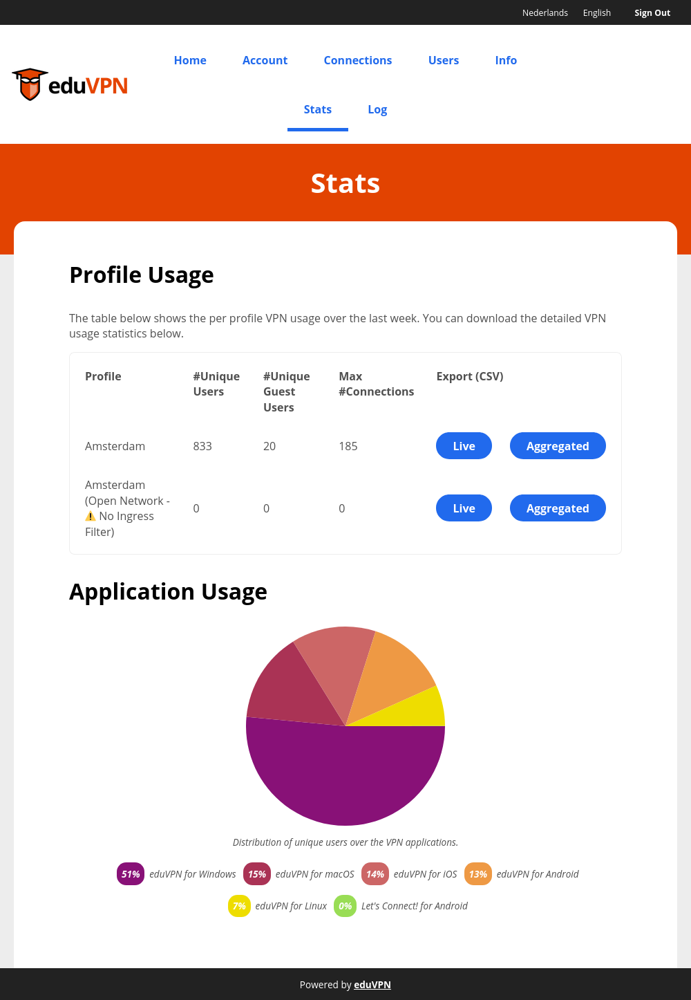 Nederlands English Sign Out
Home Account Connections Users Info
eduVPN
Stats Log
Stats
Profile Usage
The table below shows the per profile VPN usage over the last week. You can download the detailed VPN
usage statistics below.
Profile #Unique Users #Unique Guest Users Max #Connections Export (CSV)
Amsterdam 833 20 185 Live Aggregated
Amsterdam
(Open Network -
⚠️ No Ingress
Filter) 0 0 0 Live Aggregated
Application Usage
Distribution of unique users over the VPN applications.
51% eduVPN for Windows 15% eduVPN for macOS 14% eduVPN for iOS 13% eduVPN for Android
7% eduVPN for Linux 0% Let's Connect! for Android
Powered by eduVPN